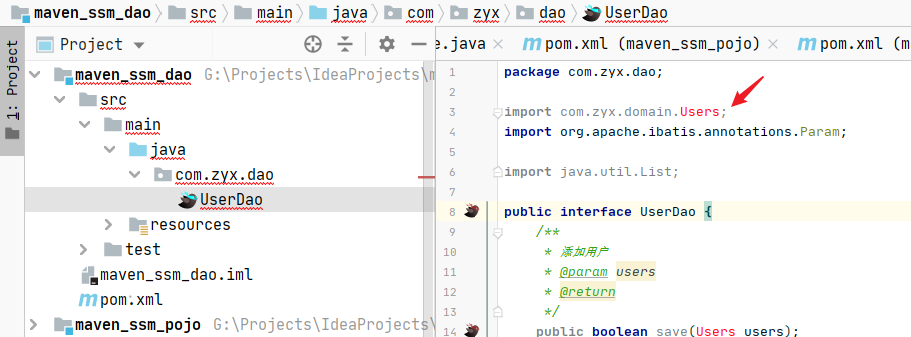 maven_ssm_dao src main java com zyx dao UserDao
1: Project
Project
maven_ssm_dao G:\Projects\IdeaProjects\m
src
main
java
com.zyx.dao
UserDao
resources
test
maven_ssm_dao.iml
pom.xml
maven_ssm_pojo G:\Projects\IdeaProjects\
e.java pom.xml (maven_ssm_pojo) pom.xml (m
1 package com.zyx.dao;
2
3 import com.zyx.domain.Users;
4 import org.apache.ibatis.annotations.Param;
5
6 import java.util.List;
7
8 public interface UserDao {
9 /**
10 * 添加用户
11 * @param users
12 * @return
13 */
14 public boolean save(Users users);